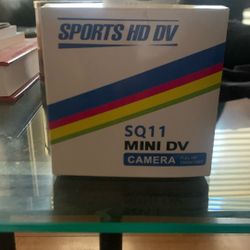 SPORTS HD DV
SQ11
MINI DV
CAMERA